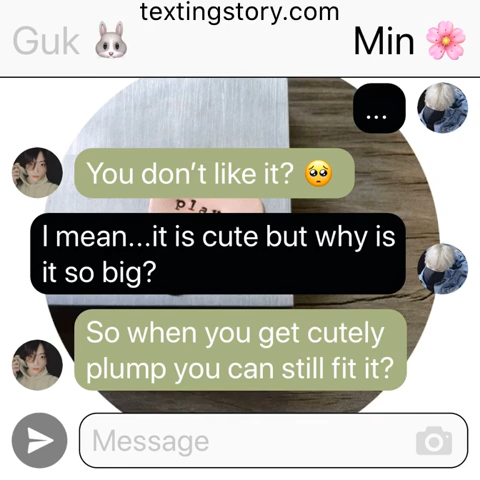 textingstory.com
Guk 🐰 Min 🌸
...
You don't like it? 🥺
play
I mean...it is cute but why is
it so big?
So when you get cutely
plump you can still fit it?
Message